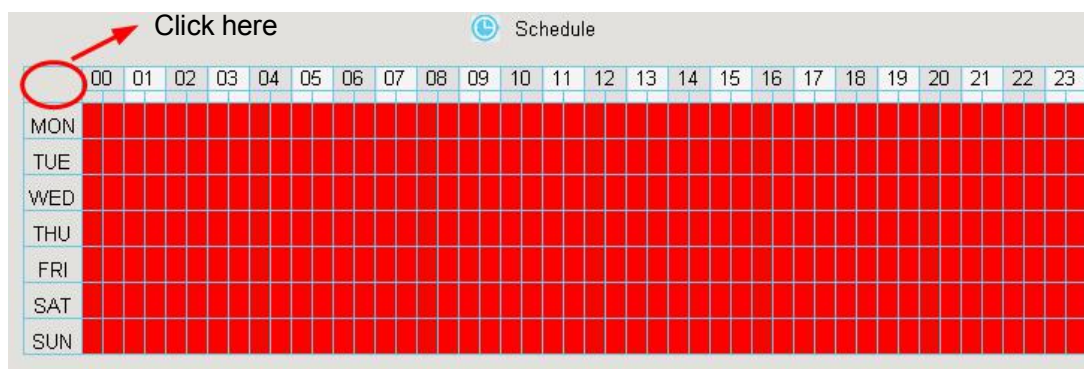 Click here
Schedule
00 01 02 03 04 05 06 07 08 09 10 11 12 13 14 15 16 17 18 19 20 21 22 23
MON
TUE
WED
THU
FRI
SAT
SUN